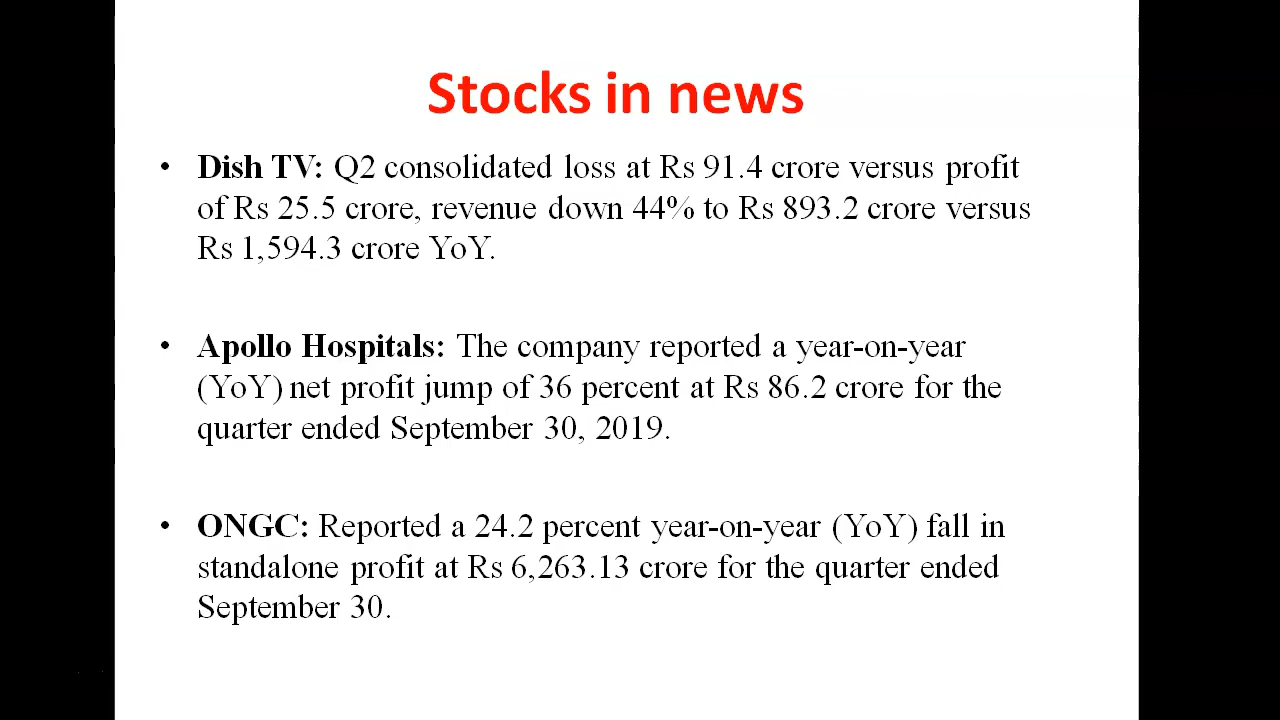 Stocks in news
• Dish TV: Q2 consolidated loss at Rs 91.4 crore versus profit
of Rs 25.5 crore, revenue down 44% to Rs 893.2 crore versus
Rs 1,594.3 crore YoY.
• Apollo Hospitals: The company reported a year-on-year
(YoY) net profit jump of 36 percent at Rs 86.2 crore for the
quarter ended September 30, 2019.
• ONGC: Reported a 24.2 percent year-on-year (YoY) fall in
standalone profit at Rs 6,263.13 crore for the quarter ended
September 30.